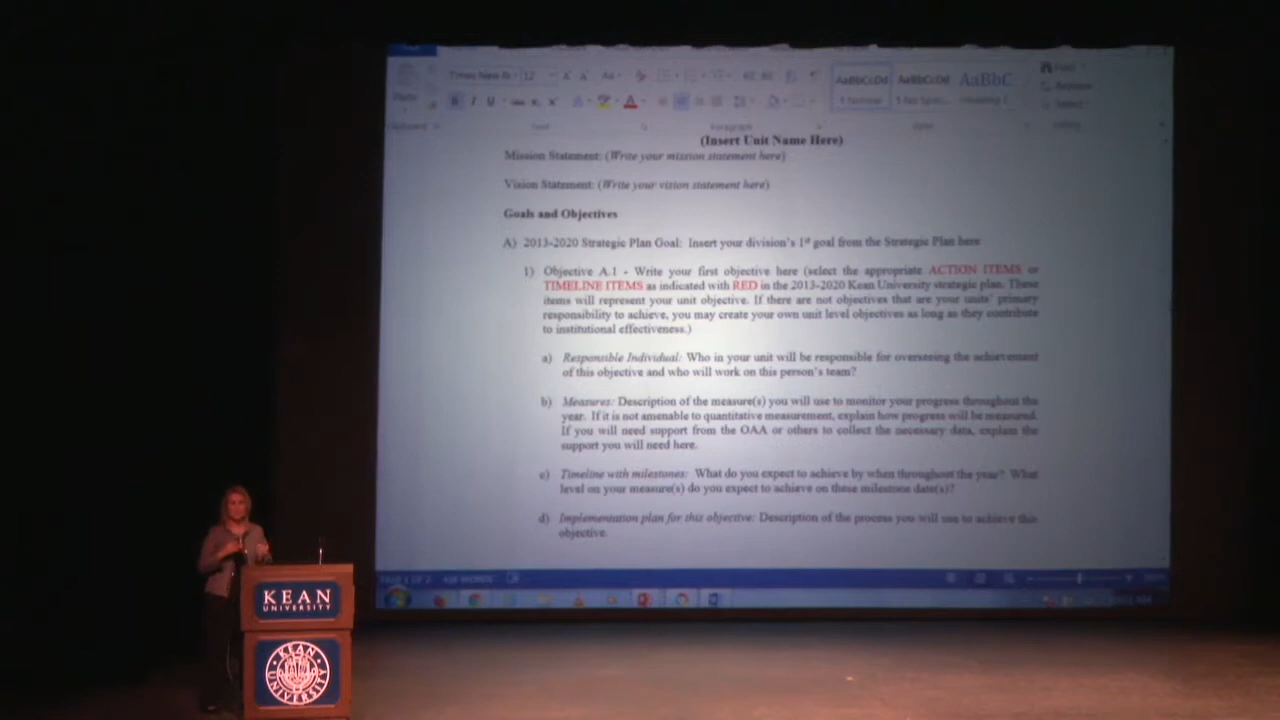 Times New Ro 12
AaBbCcDd AaBbCcDd AaBbC
(Insert Unit Name Here)
Mission Statement: (Write your mission statement here)
Vision Statement: (Write your vision statement here)
Goals and Objectives
A) 2013-2020 Strategic Plan Goal: Insert your division's 1st goal from the Strategic Plan here
1) Objective A.1 - Write your first objective here (select the appropriate ACTION ITEMS or
TIMELINE ITEMS as indicated with RED in the 2013-2020 Kean University strategic plan. These
items will represent your unit objective. If there are not objectives that are your units' primary
responsibility to achieve, you may create your own unit level objectives as long as they contribute
to institutional effectiveness.)
a) Responsible Individual: Who in your unit will be responsible for overseeing the achievement
of this objective and who will work on this person's team?
b) Measures: Description of the measure(s) you will use to monitor your progress throughout the
year. If it is not amenable to quantitative measurement, explain how progress will be measured.
If you will need support from the OAA or others to collect the necessary data, explain the
support you will need here.
c) Timeline with milestones: What do you expect to achieve by when throughout the year? What
level on your measure(s) do you expect to achieve on these milestone date(s)?
d) Implementation plan for this objective: Description of the process you will use to achieve this
objective.
KEAN
UNIVERSITY
KEAN
UNIVERSITY